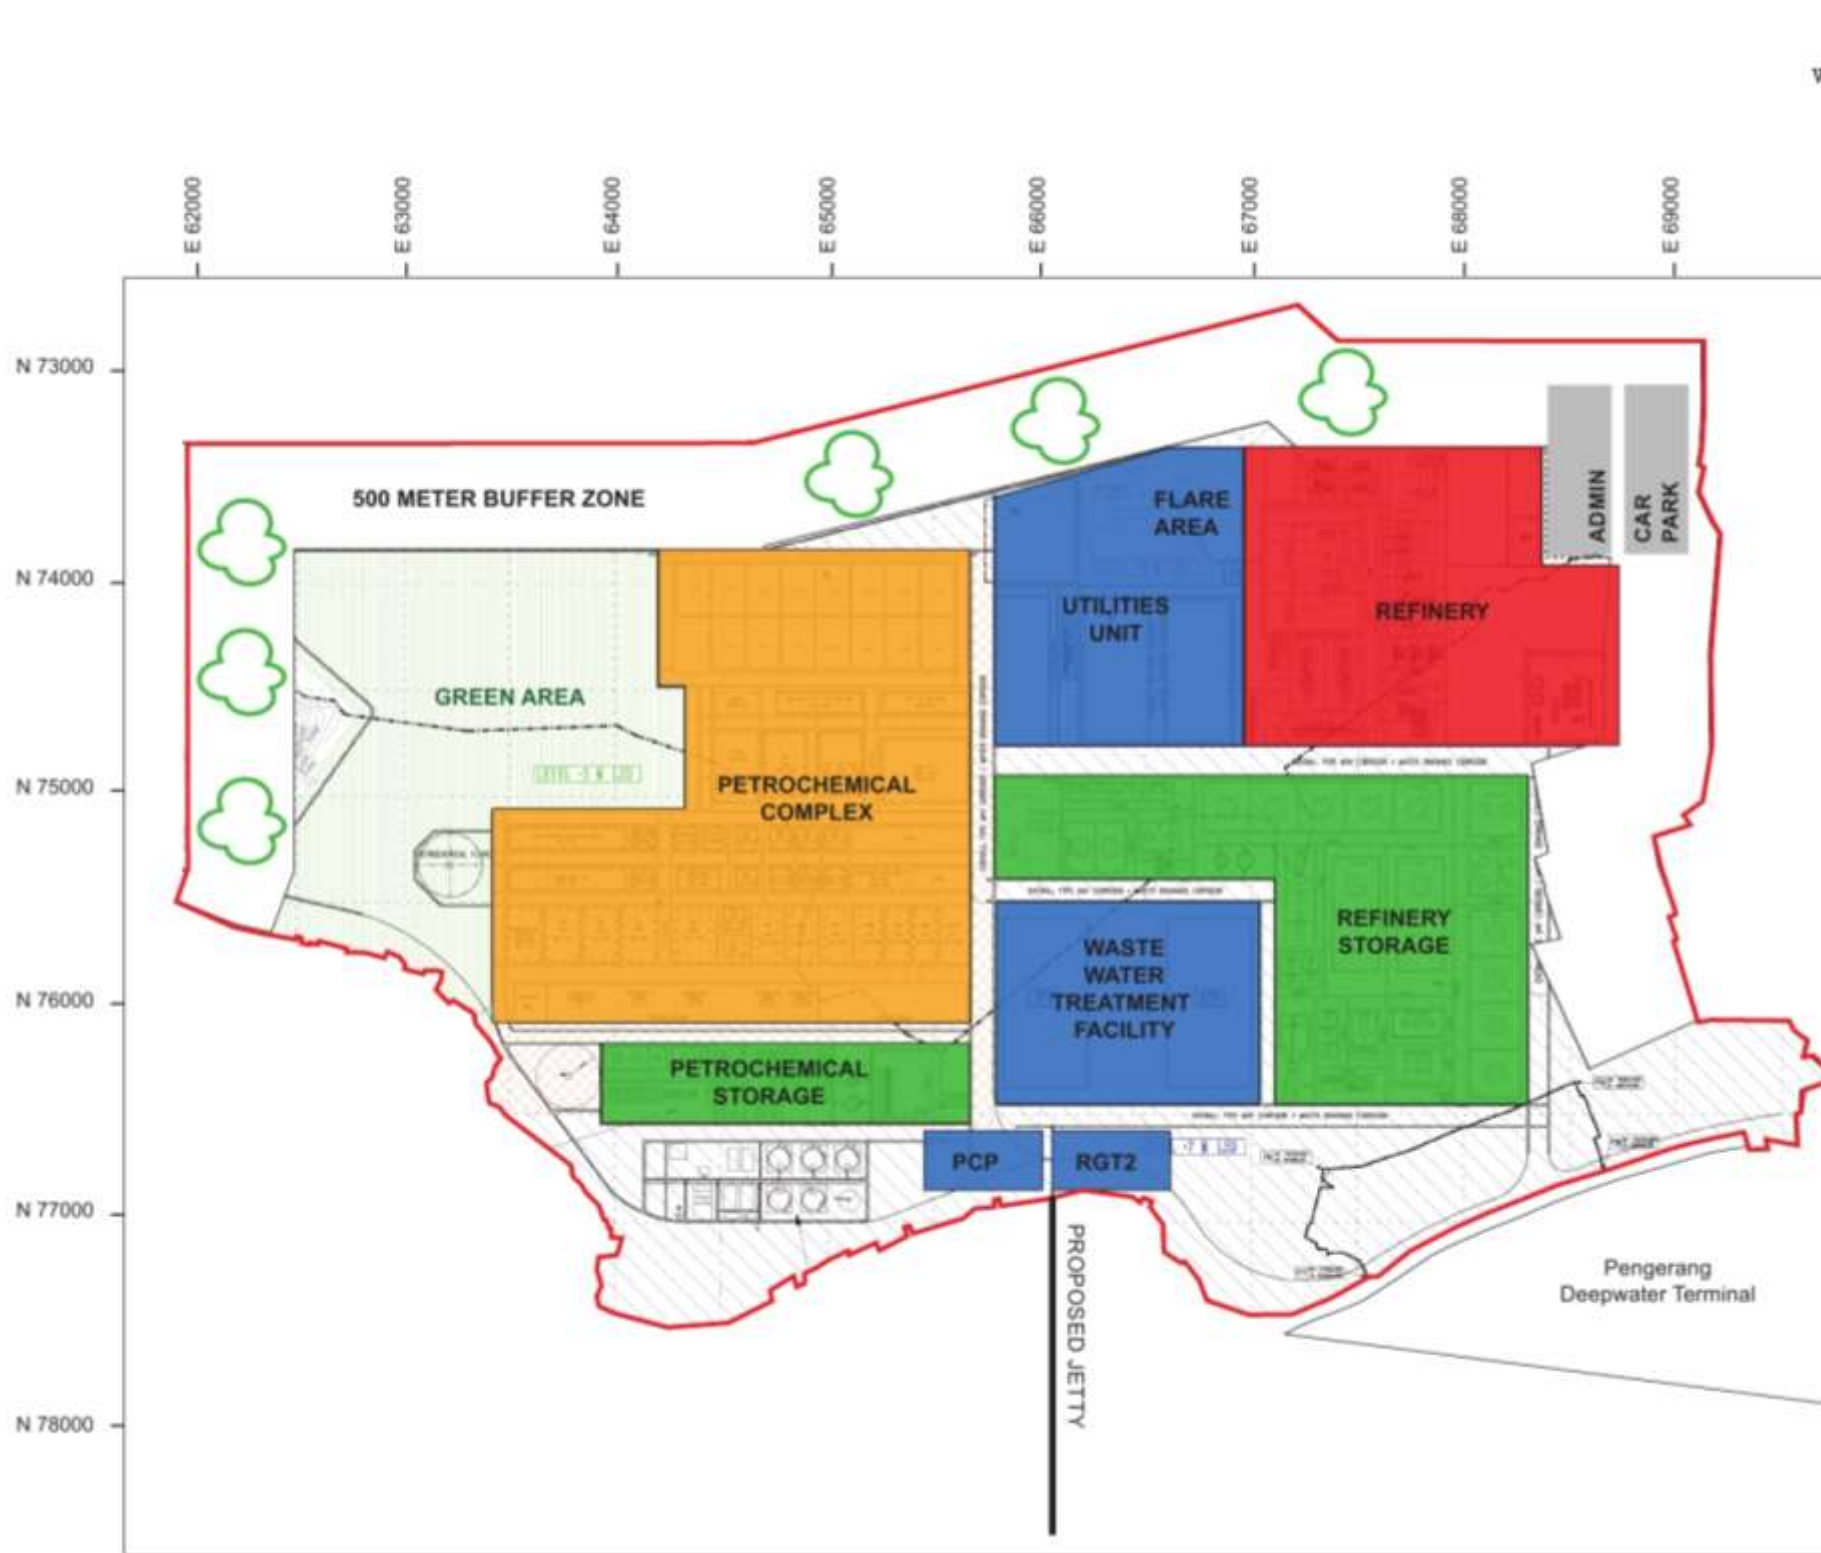 E 62000
E 63000
E 64000
E 65000
E 66000
E 67000
E 68000
E 69000
N 73000
N 74000
N 75000
N 76000
N 77000
N 78000
500 METER BUFFER ZONE
FLARE
AREA
ADMIN
CAR
PARK
UTILITIES
UNIT
REFINERY
GREEN AREA
PETROCHEMICAL
COMPLEX
REFINERY
STORAGE
WASTE
WATER
TREATMENT
FACILITY
PETROCHEMICAL
STORAGE
PCP
RGT2
PROPOSED JETTY
Pengerang
Deepwater Terminal